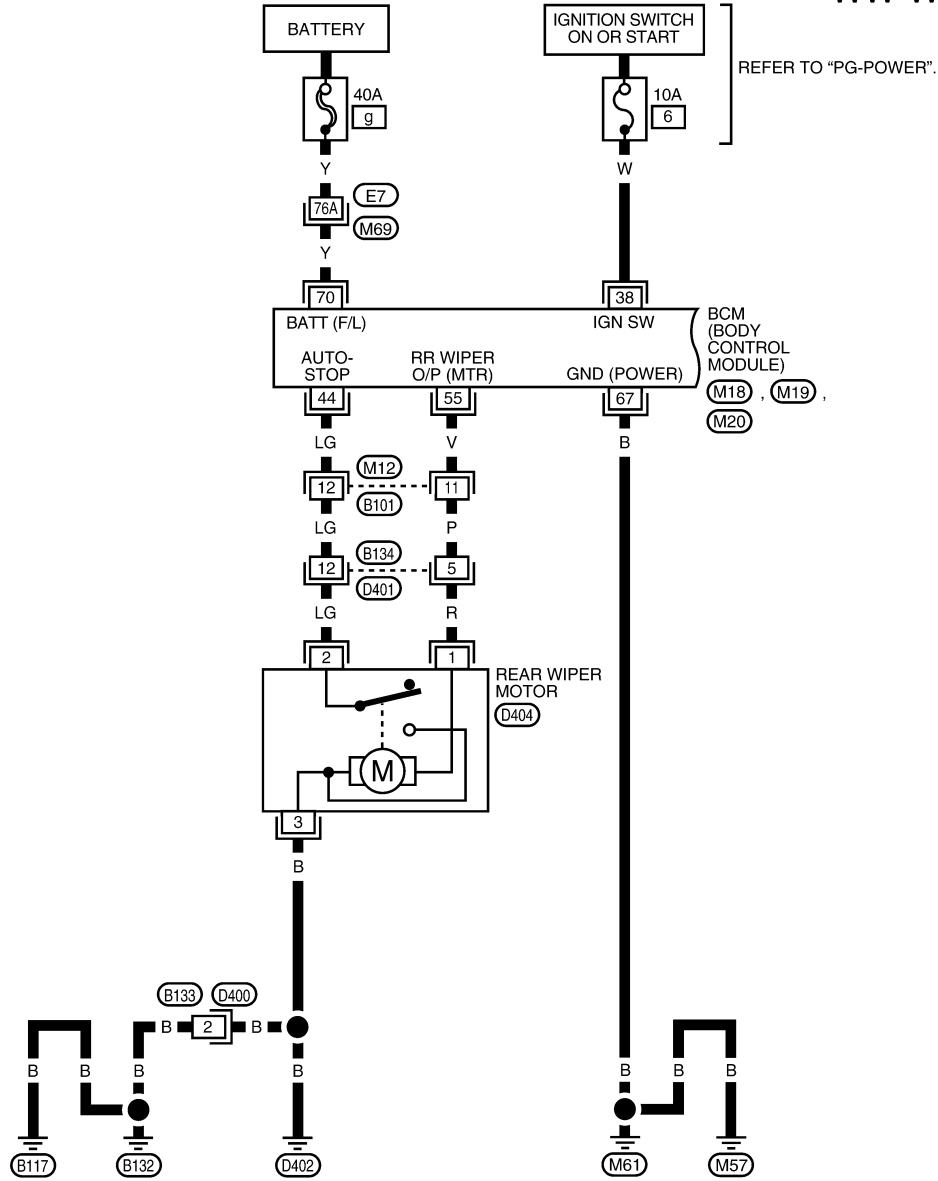 BATTERY
IGNITION SWITCH
ON OR START
REFER TO “PG-POWER”.
40A
g
10A
6
Y
W
76A
E7
M69
Y
70
38
BATT (F/L)
IGN SW
AUTO-
STOP
RR WIPER
O/P (MTR)
GND (POWER)
BCM
(BODY
CONTROL
MODULE)
M18 , M19 ,
M20
44
55
67
LG
V
B
12
M12
B101
11
LG
P
12
B134
D401
5
LG
R
2
1
REAR WIPER
MOTOR
D404
M
3
B
B133
D400
B
2
B
B
B
B
B
B
B
B
B117
B132
D402
M61
M57